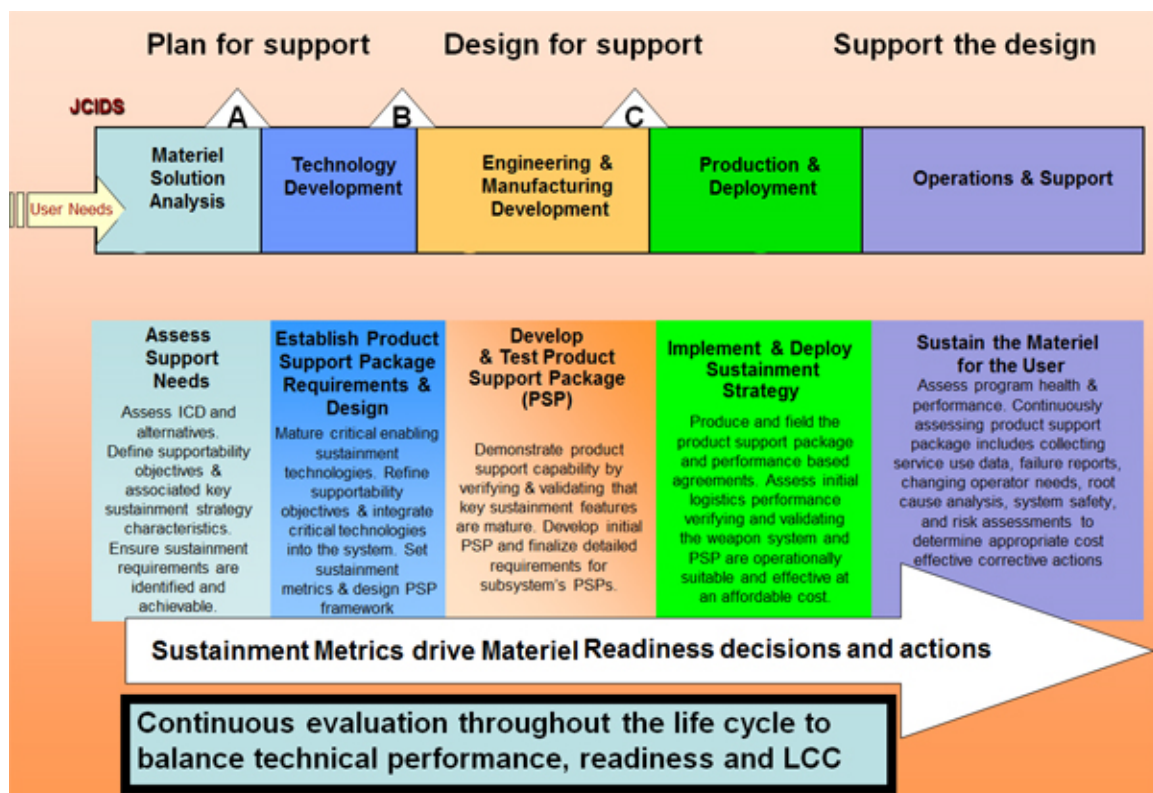 Plan for support
Design for support
Support the design
JCIDS
A
B
C
User Needs
Materiel
Solution
Analysis
Technology
Development
Engineering &
Manufacturing
Development
Production &
Deployment
Operations & Support
Assess
Support
Needs
Assess ICD and
alternatives.
Define supportability
objectives &
associated key
sustainment strategy
characteristics.
Ensure sustainment
requirements are
identified and
achievable.
Establish Product
Support Package
Requirements &
Design
Mature critical enabling
sustainment
technologies. Refine
supportability
objectives & integrate
critical technologies
into the system. Set
sustainment
metrics & design PSP
framework
Develop
& Test Product
Support Package
(PSP)
Demonstrate product
support capability by
verifying & validating that
key sustainment features
are mature. Develop initial
PSP and finalize detailed
requirements for
subsystem's PSPs.
Implement & Deploy
Sustainment
Strategy
Produce and field the
product support package
and performance based
agreements. Assess initial
logistics performance
verifying and validating
the weapon system and
PSP are operationally
suitable and effective at
an affordable cost.
Sustain the Materiel
for the User
Assess program health &
performance. Continuously
assessing product support
package includes collecting
service use data, failure reports,
changing operator needs, root
cause analysis, system safety,
and risk assessments to
determine appropriate cost
effective corrective actions
Sustainment Metrics drive Materiel Readiness decisions and actions
Continuous evaluation throughout the life cycle to
balance technical performance, readiness and LCC